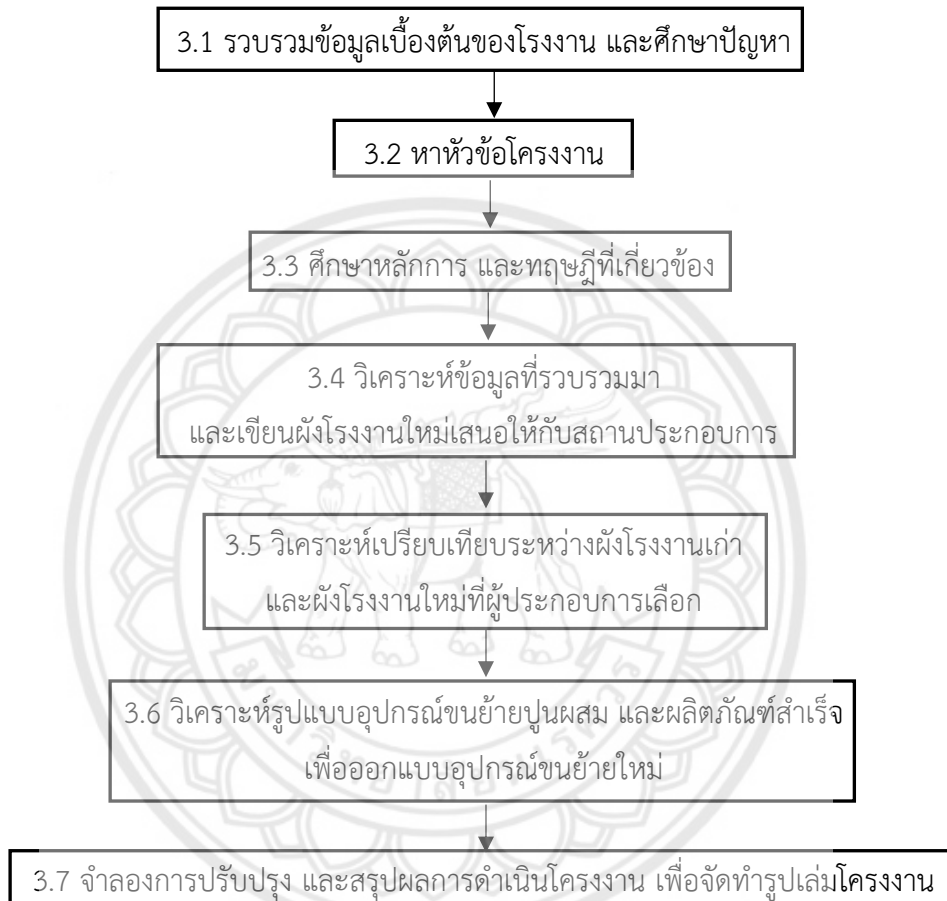 3.1 รวบรวมข้อมูลเบื้องต้นของโรงงาน และศึกษาปัญหา
3.2 หาหัวข้อโครงงาน
3.3 ศึกษาหลักการ และทฤษฎีที่เกี่ยวข้อง
3.4 วิเคราะห์ข้อมูลที่รวบรวมมา
และเขียนผังโรงงานใหม่เสนอให้กับสถานประกอบการ
3.5 วิเคราะห์เปรียบเทียบระหว่างผังโรงงานเก่า
และผังโรงงานใหม่ที่ผู้ประกอบการเลือก
3.6 วิเคราะห์รูปแบบอุปกรณ์ขนย้ายปูนผสม และผลิตภัณฑ์สำเร็จ
เพื่อออกแบบอุปกรณ์ขนย้ายใหม่
3.7 จำลองการปรับปรุง และสรุปผลการดำเนินโครงงาน เพื่อจัดทำรูปเล่มโครงงาน